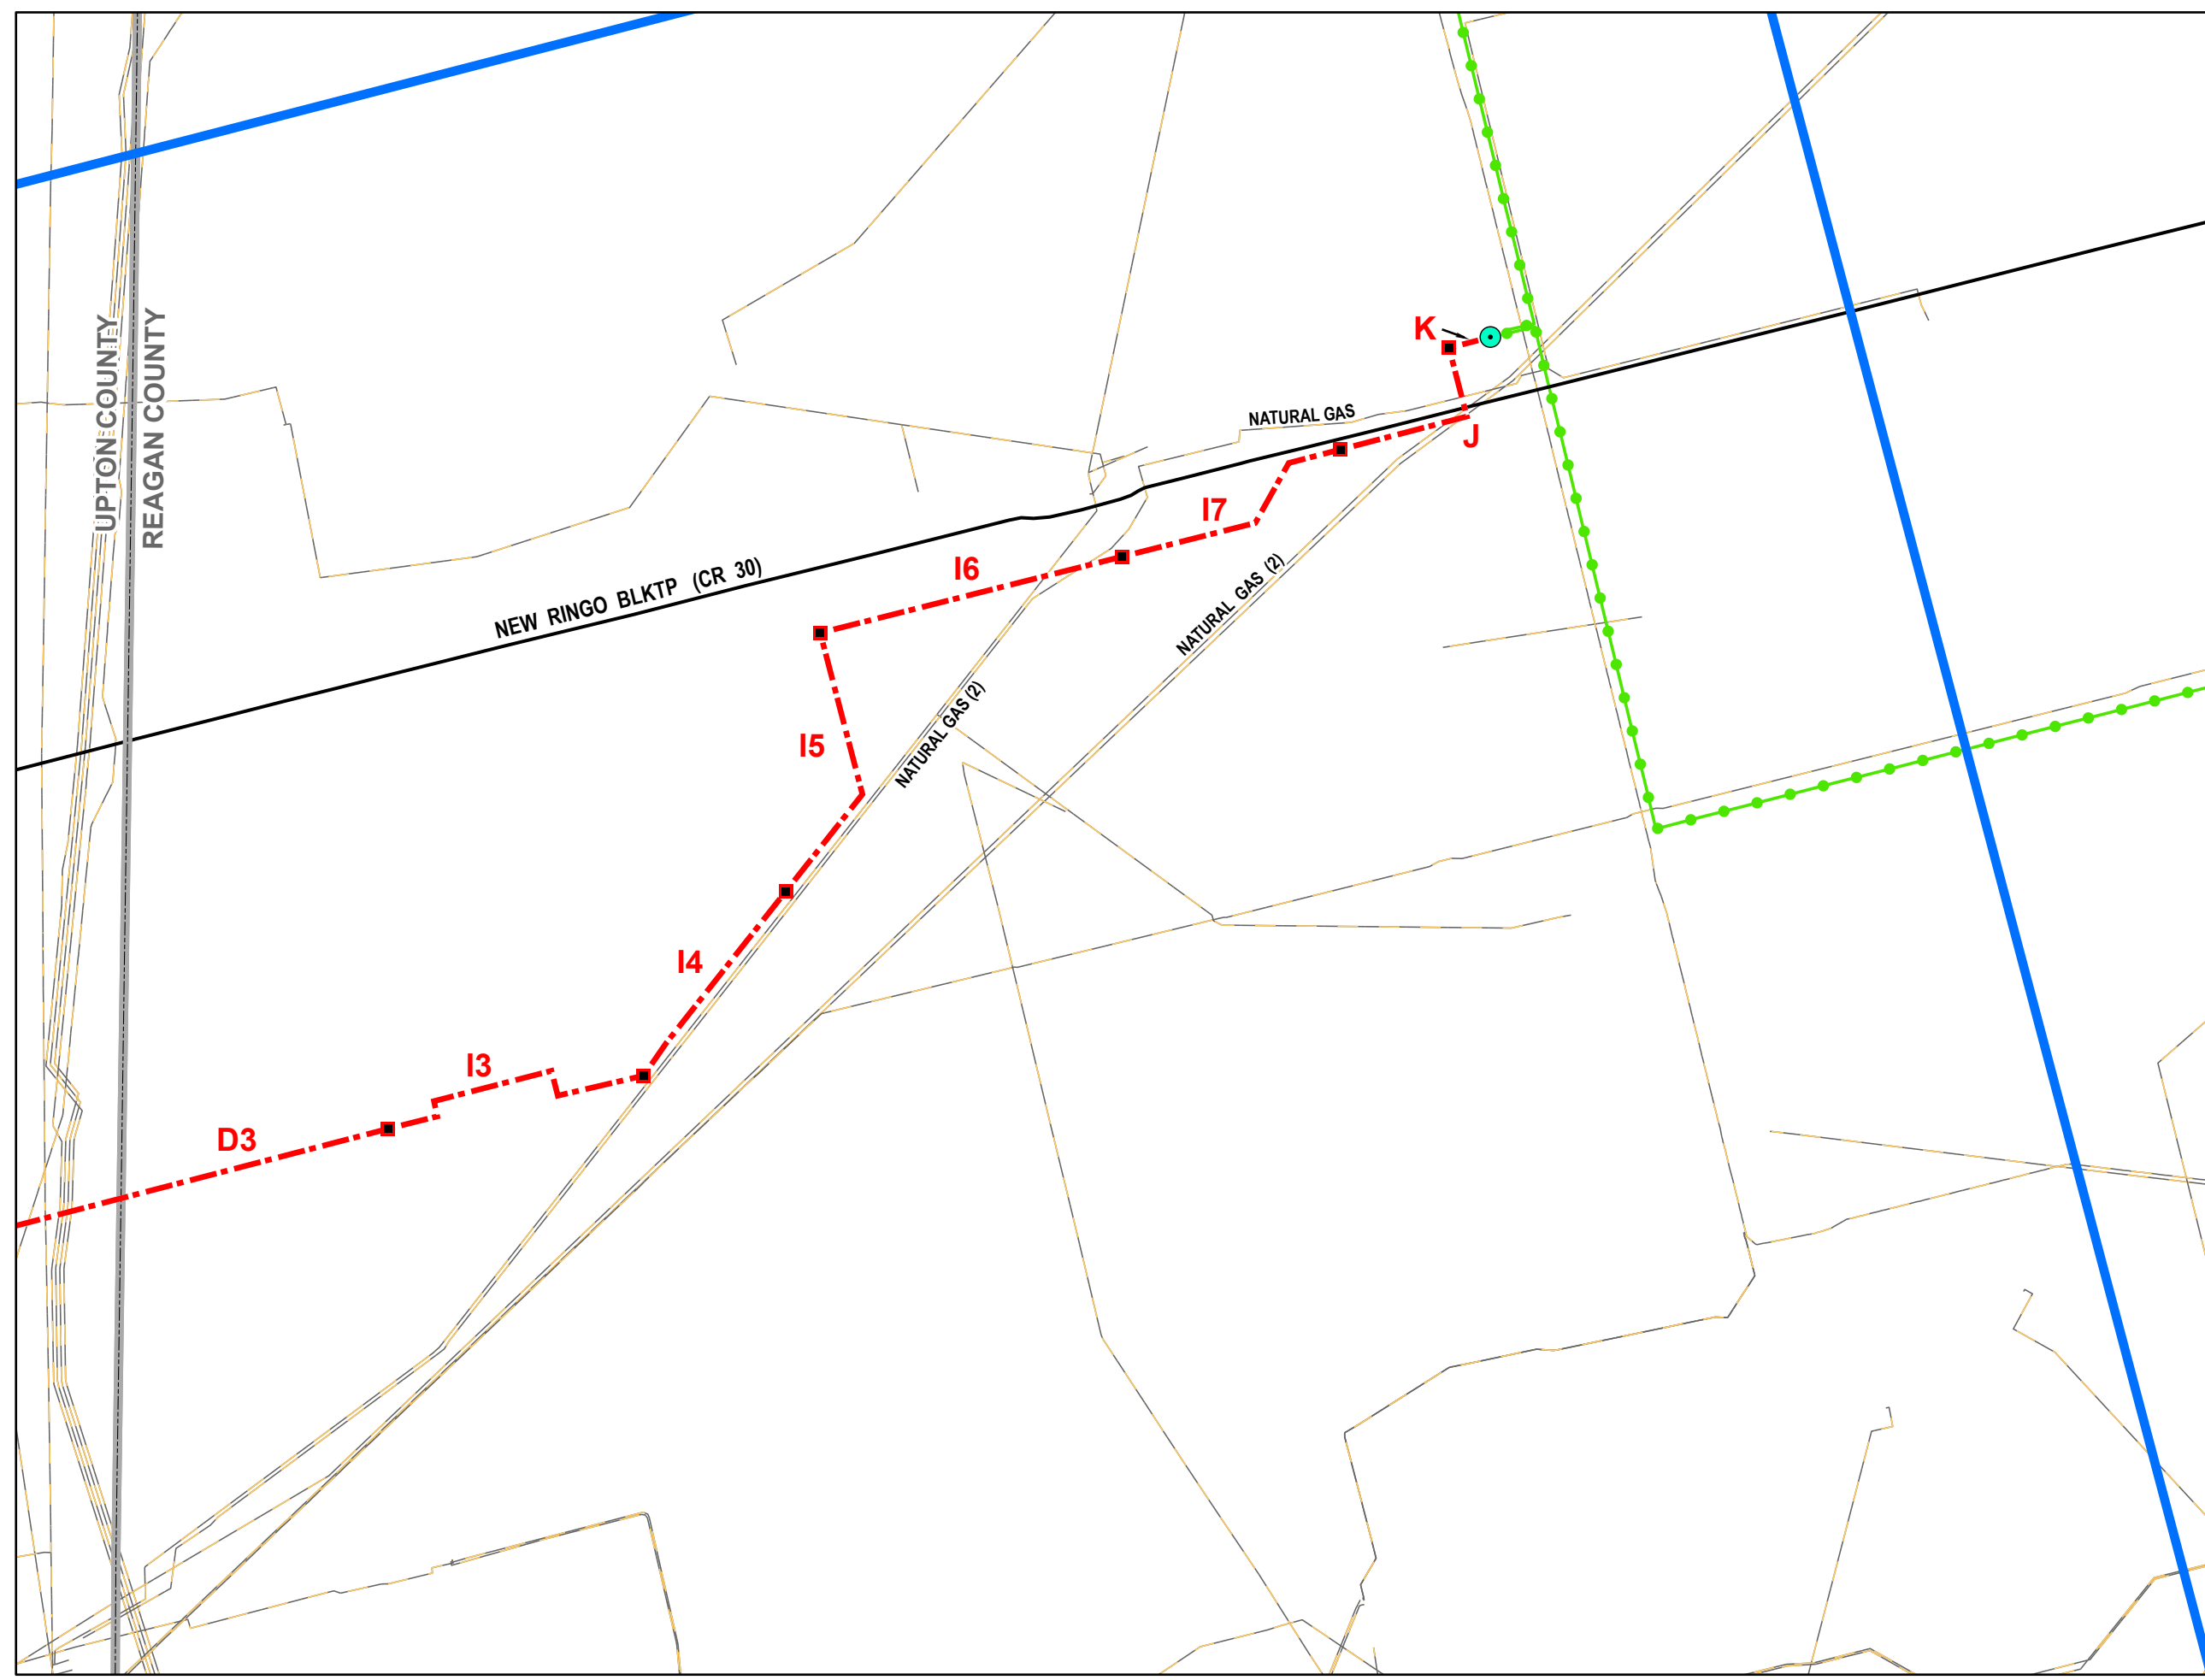 K
NATURAL GAS
J
UPTON COUNTY
REAGAN COUNTY
I7
I6
NEW RINGO BLKTP (CR 30)
NATURAL GAS (2)
NATURAL GAS (2)
I5
I4
I3
D3